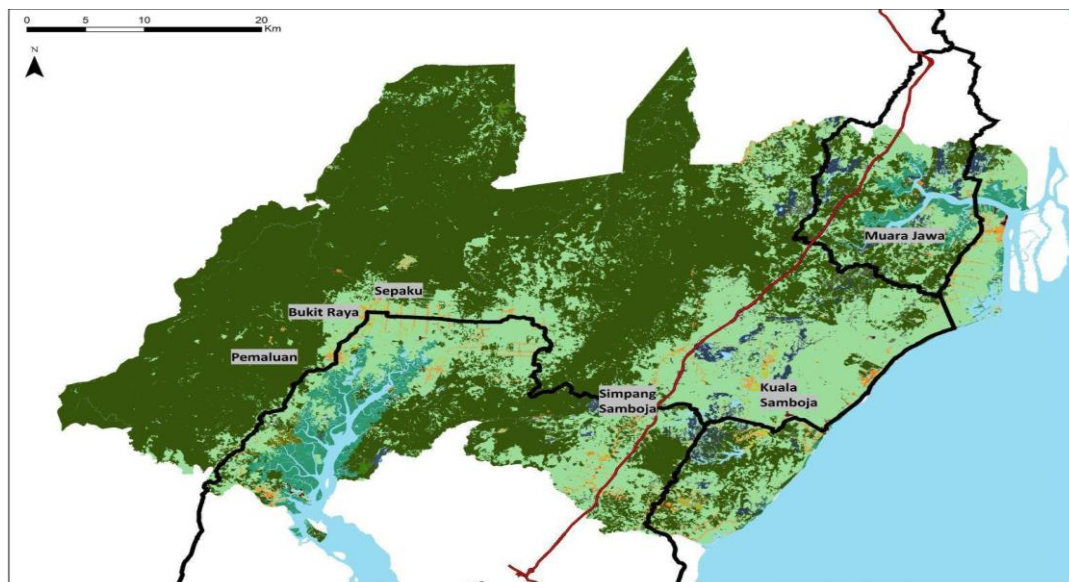 0 5 10 20
Km
N
Muara Jawa
Sepaku
Bukit Raya
Pemaluan
Simpang
Samboja
Kuala
Samboja